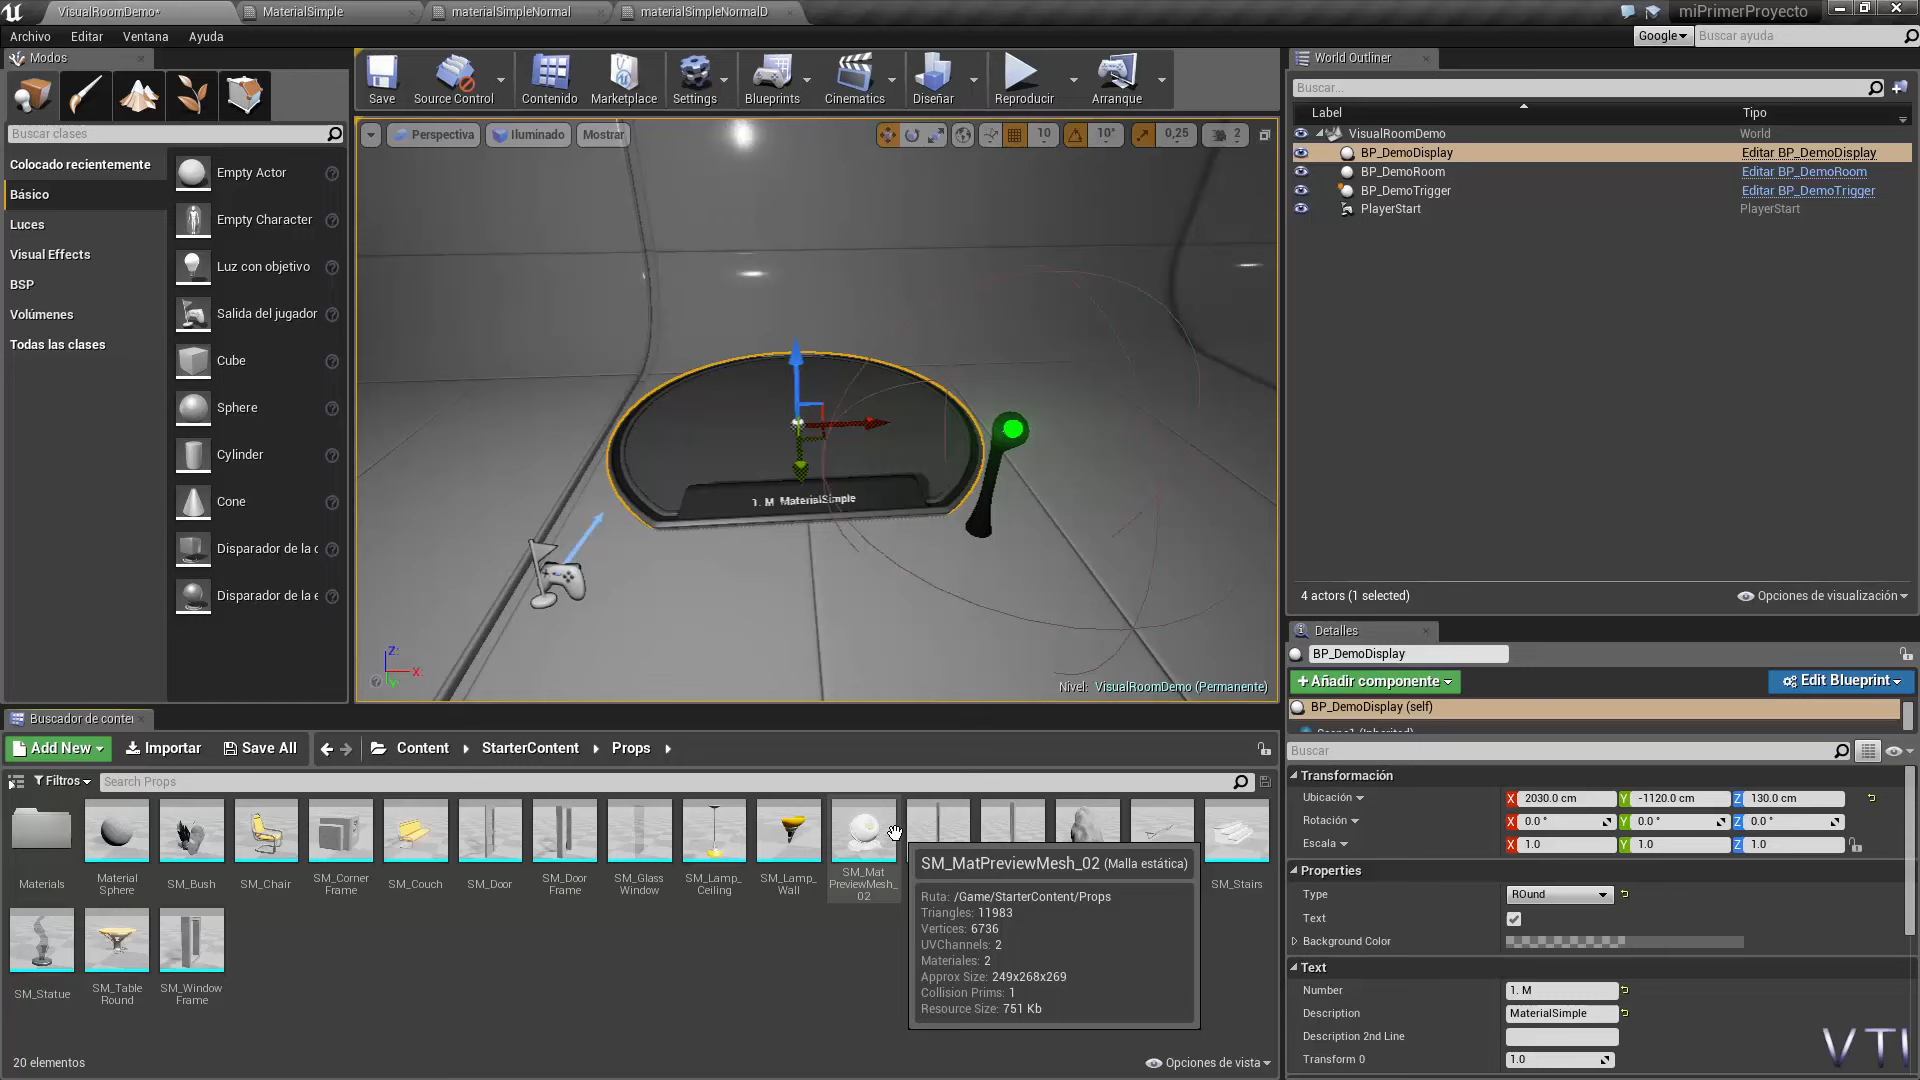 VisualRoomDemo•
MaterialSimple
materialSimpleNormal
materialSimpleNormalD
miPrimerProyecto
Archivo
Editar
Ventana
Ayuda
Google
Buscar ayuda
Modos
Buscar clases
Colocado recientemente
Básico
Luces
Visual Effects
BSP
Volúmenes
Todas las clases
Empty Actor
Empty Character
Luz con objetivo
Salida del jugador
Cube
Sphere
Cylinder
Cone
Disparador de la c
Disparador de la e
Save
Source Control
Contenido
Marketplace
Settings
Blueprints
Cinematics
Diseñar
Reproducir
Arranque
Perspectiva
Iluminado
Mostrar
10
10°
0,25
2
1. M MaterialSimple
Z:
X:
Y
Nivel: VisualRoomDemo (Permanente)
World Outliner
Buscar...
Label
Tipo
VisualRoomDemo
World
BP_DemoDisplay
Editar BP_DemoDisplay
BP_DemoRoom
Editar BP_DemoRoom
BP_DemoTrigger
Editar BP_DemoTrigger
PlayerStart
PlayerStart
4 actors (1 selected)
Opciones de visualización
Detalles
BP_DemoDisplay
+Añadir componente
Edit Blueprint
BP_DemoDisplay (self)
Buscar
Transformación
Ubicación
X 2030.0 cm
Y -1120.0 cm
Z 130.0 cm
Rotación
X 0.0 °
Y 0.0 °
Z 0.0 °
Escala
X 1.0
Y 1.0
Z 1.0
Properties
Type
ROund
Text
Background Color
Text
Number
1. M
Description
MaterialSimple
Description 2nd Line
Transform 0
1.0
VTI
Buscador de conte
Add New
Importar
Save All
Content
StarterContent
Props
Filtros
Search Props
Materials
Material
Sphere
SM_Bush
SM_Chair
SM_Corner
Frame
SM_Couch
SM_Door
SM_Door
Frame
SM_Glass
Window
SM_Lamp_
Ceiling
SM_Lamp_
Wall
SM_Mat
PreviewMesh_
02
SM_Stairs
SM_Statue
SM_Table
Round
SM_Window
Frame
SM_MatPreviewMesh_02 (Malla estática)
Ruta: /Game/StarterContent/Props
Triangles: 11983
Vertices: 6736
UVChannels: 2
Materiales: 2
Approx Size: 249x268x269
Collision Prims: 1
Resource Size: 751 Kb
20 elementos
Opciones de vista